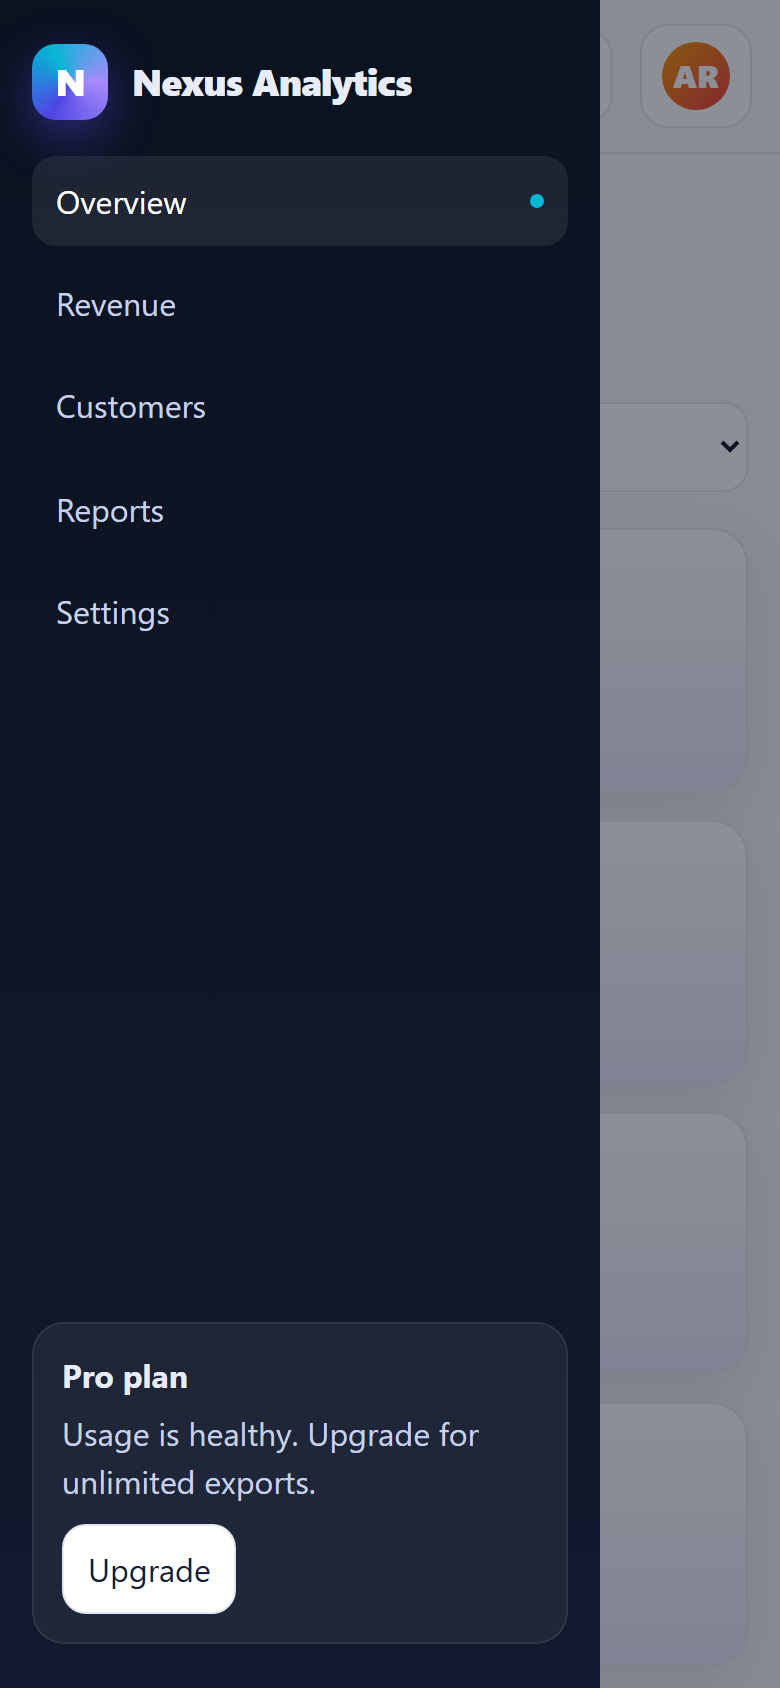 N
Nexus Analytics
AR
Overview
Revenue
Customers
Reports
Settings
Pro plan
Usage is healthy. Upgrade for
unlimited exports.
Upgrade